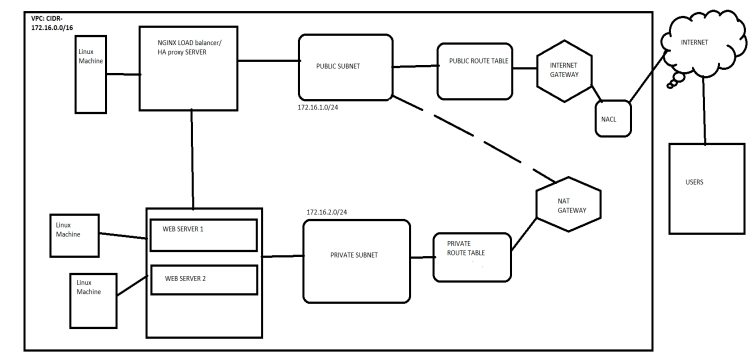 VPC: CIDR-
172.16.0.0/16
Linux
Machine
NGINX LOAD balancer/
HA proxy SERVER
PUBLIC SUBNET
172.16.1.0/24
PUBLIC ROUTE TABLE
INTERNET
GATEWAY
NACL
INTERNET
USERS
Linux
Machine
WEB SERVER 1
WEB SERVER 2
LInux
Machine
172.16.2.0/24
PRIVATE SUBNET
PRIVATE
ROUTE TABLE
NAT
GATEWAY